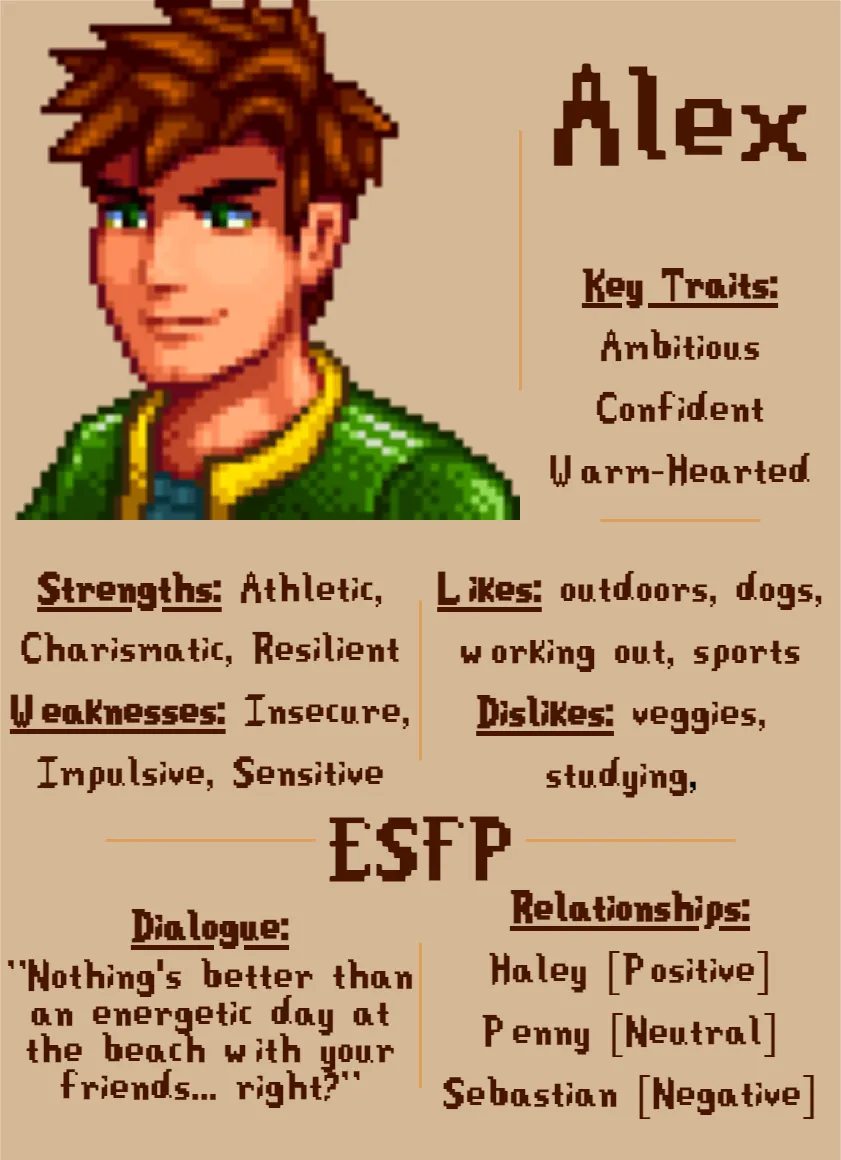 Alex
Key Traits:
Ambitious
Confident
Warm-Hearted
Strengths: Athletic,
Charismatic, Resilient
Weaknesses: Insecure,
Impulsive, Sensitive
Likes: outdoors, dogs,
working out, sports
Dislikes: veggies,
studying,
ESFP
Dialogue:
"Nothing's better than
an energetic day at
the beach with your
friends... right?"
Relationships:
Haley [Positive]
Penny [Neutral]
Sebastian [Negative]